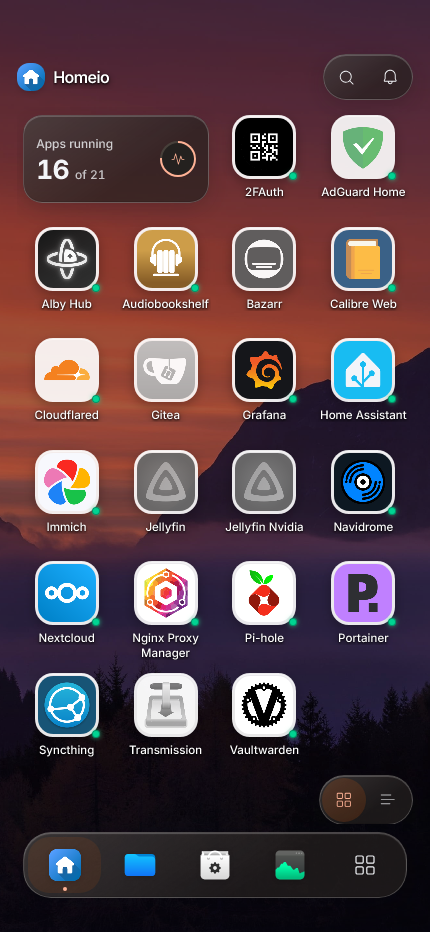 Homeio
Apps running
16 of 21
2FAuth
AdGuard Home
Alby Hub
Audiobookshelf
Bazarr
Calibre Web
Cloudflared
Gitea
Grafana
Home Assistant
Immich
Jellyfin
Jellyfin Nvidia
Navidrome
Nextcloud
Nginx Proxy
Manager
Pi-hole
P.
Portainer
Syncthing
Transmission
Vaultwarden